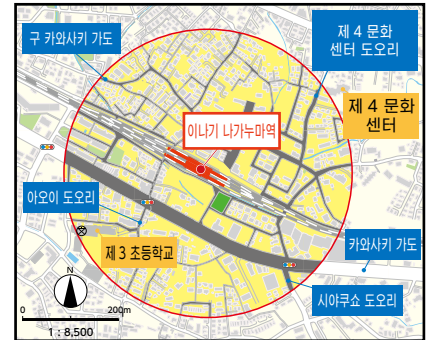 구 카와사키 가도
제 4 문화
센터 도오리
제 4 문화
센터
이나기 나가누마역
아오이 도오리
제 3 초등학교
카와사키 가도
시야쿠쇼 도오리
N
0 200m
1 : 8,500